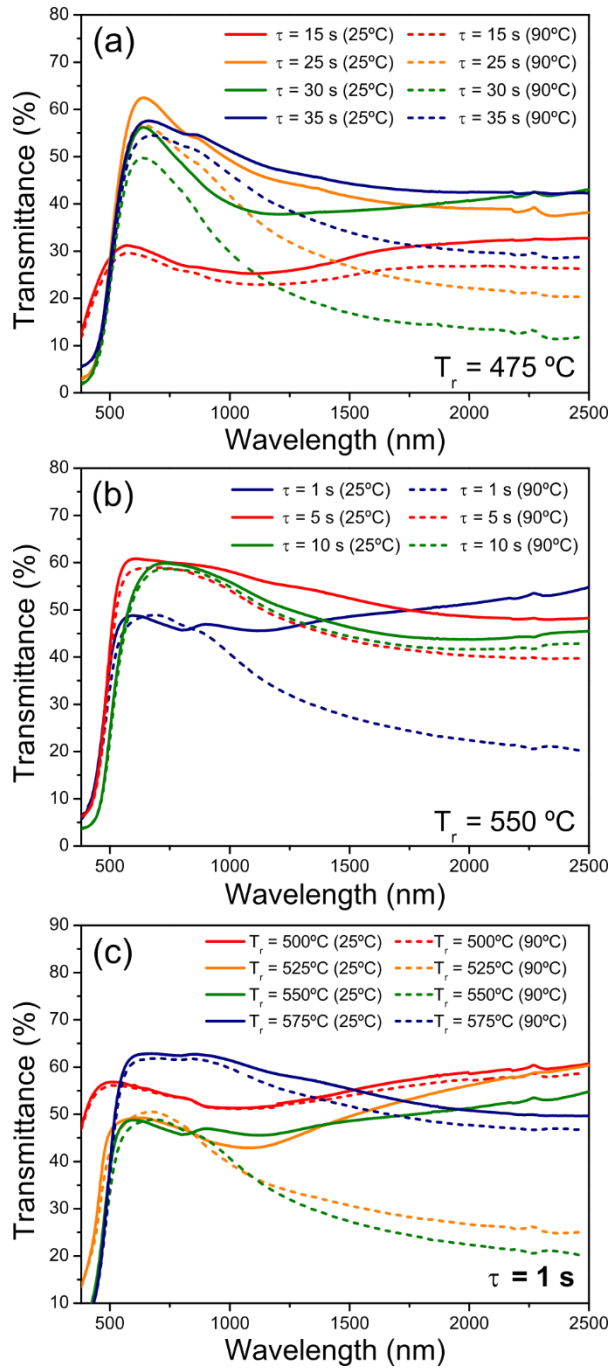 (a)
τ = 15 s (25ºC) τ = 15 s (90ºC)
τ = 25 s (25ºC) τ = 25 s (90ºC)
τ = 30 s (25ºC) τ = 30 s (90ºC)
τ = 35 s (25ºC) τ = 35 s (90ºC)
80
70
60
50
40
30
20
10
0
Transmittance (%)
T_r = 475 ºC
500 1000 1500 2000 2500
Wavelength (nm)
(b)
τ = 1 s (25ºC) τ = 1 s (90ºC)
τ = 5 s (25ºC) τ = 5 s (90ºC)
τ = 10 s (25ºC) τ = 10 s (90ºC)
80
70
60
50
40
30
20
10
0
Transmittance (%)
T_r = 550 ºC
500 1000 1500 2000 2500
Wavelength (nm)
(c)
T_r = 500ºC (25ºC) T_r = 500ºC (90ºC)
T_r = 525ºC (25ºC) T_r = 525ºC (90ºC)
T_r = 550ºC (25ºC) T_r = 550ºC (90ºC)
T_r = 575ºC (25ºC) T_r = 575ºC (90ºC)
90
80
70
60
50
40
30
20
10
Transmittance (%)
τ = 1 s
500 1000 1500 2000 2500
Wavelength (nm)